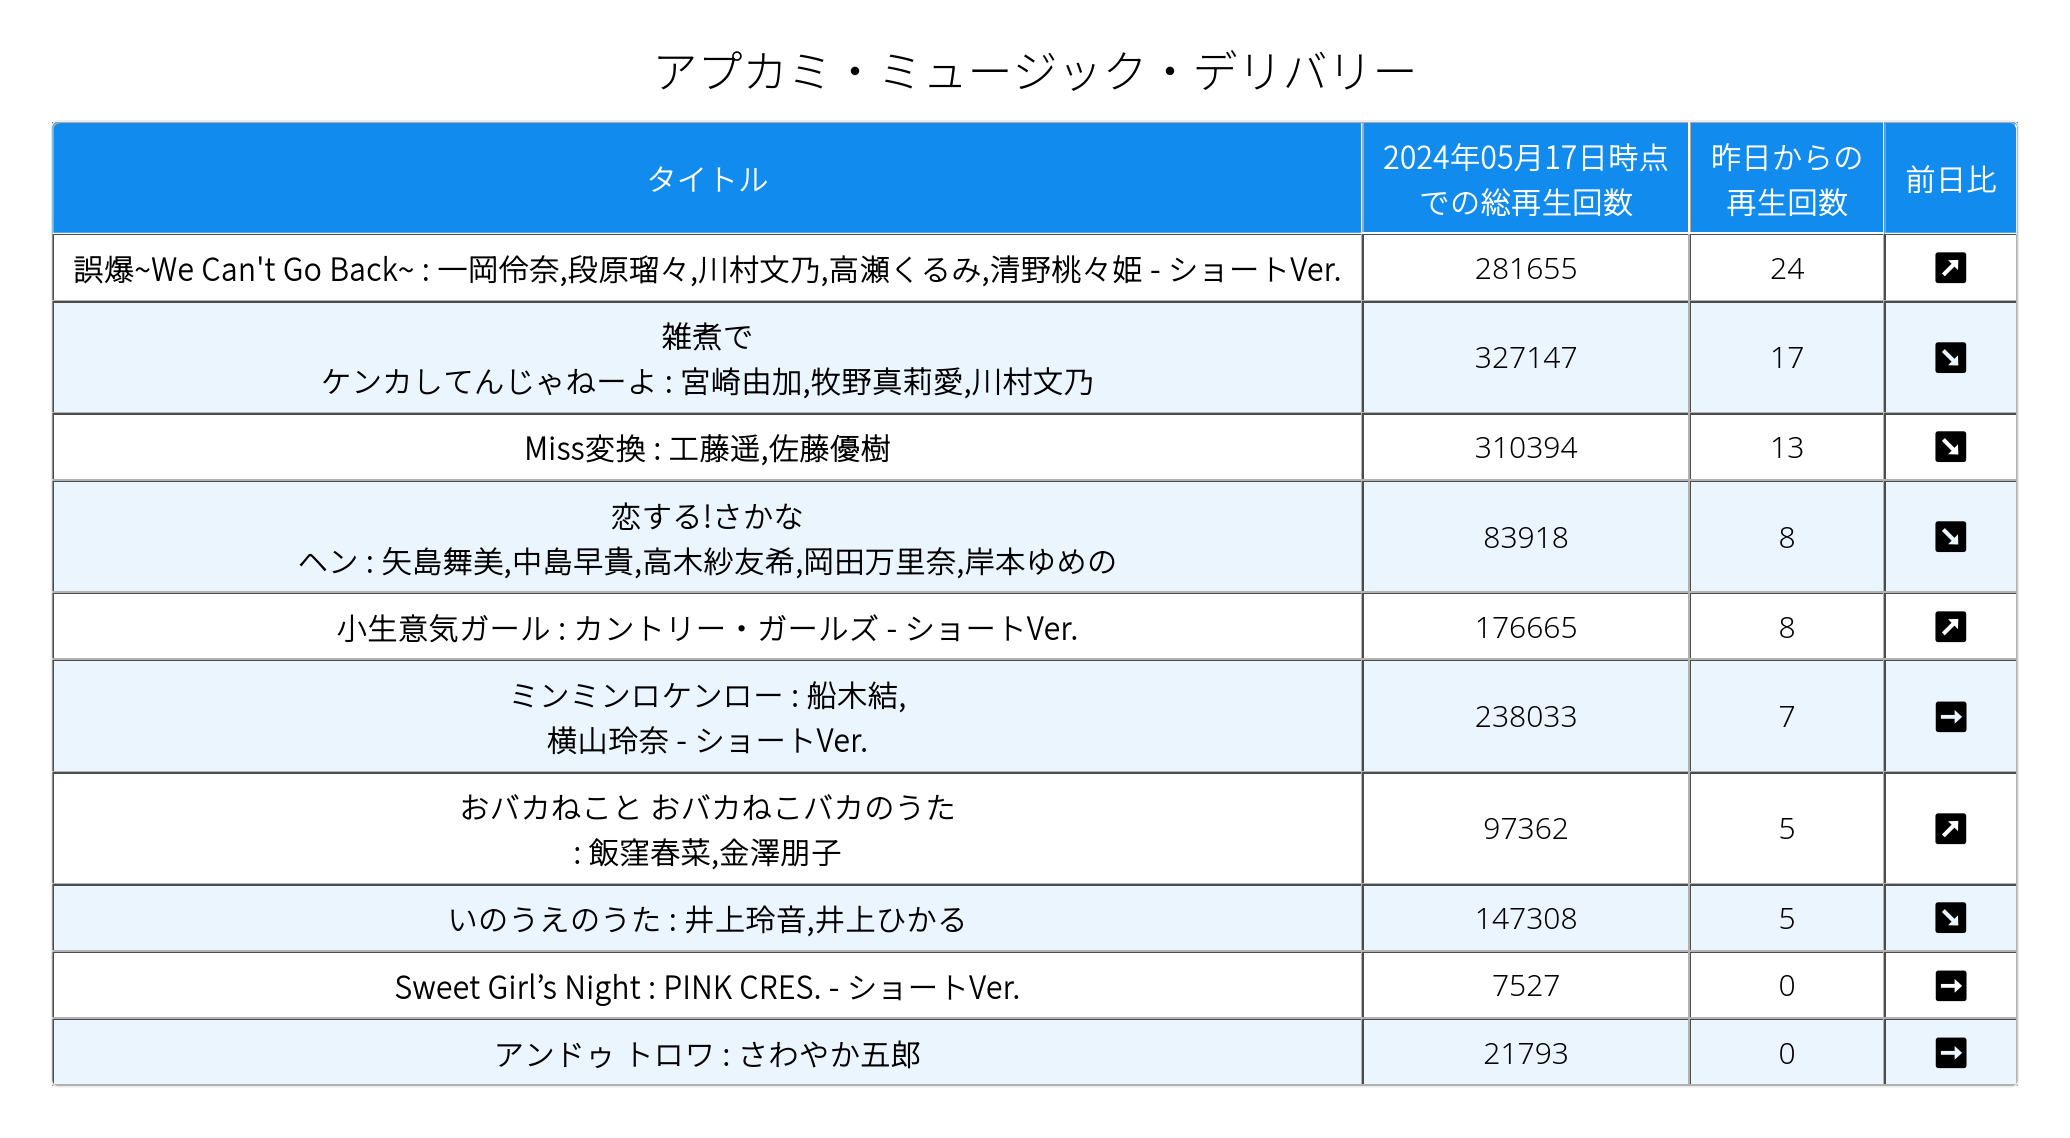 アプカミ・ミュージック・デリバリー
タイトル
2024年05月17日時点
での総再生回数
昨日からの
再生回数
前日比
誤爆~We Can't Go Back~ : 一岡伶奈,段原瑠々,川村文乃,高瀬くるみ,清野桃々姫 - ショートVer.
281655
24
雑煮で
ケンカしてんじゃねーよ : 宮崎由加,牧野真莉愛,川村文乃
327147
17
Miss変換 : 工藤遥,佐藤優樹
310394
13
恋する!さかな
ヘン : 矢島舞美,中島早貴,高木紗友希,岡田万里奈,岸本ゆめの
83918
8
小生意気ガール : カントリー・ガールズ - ショートVer.
176665
8
ミンミンロケンロー : 船木結,
横山玲奈 - ショートVer.
238033
7
おバカねこと おバカねこバカのうた
: 飯窪春菜,金澤朋子
97362
5
いのうえのうた : 井上玲音,井上ひかる
147308
5
Sweet Girl’s Night : PINK CRES. - ショートVer.
7527
0
アンドゥ トロワ : さわやか五郎
21793
0